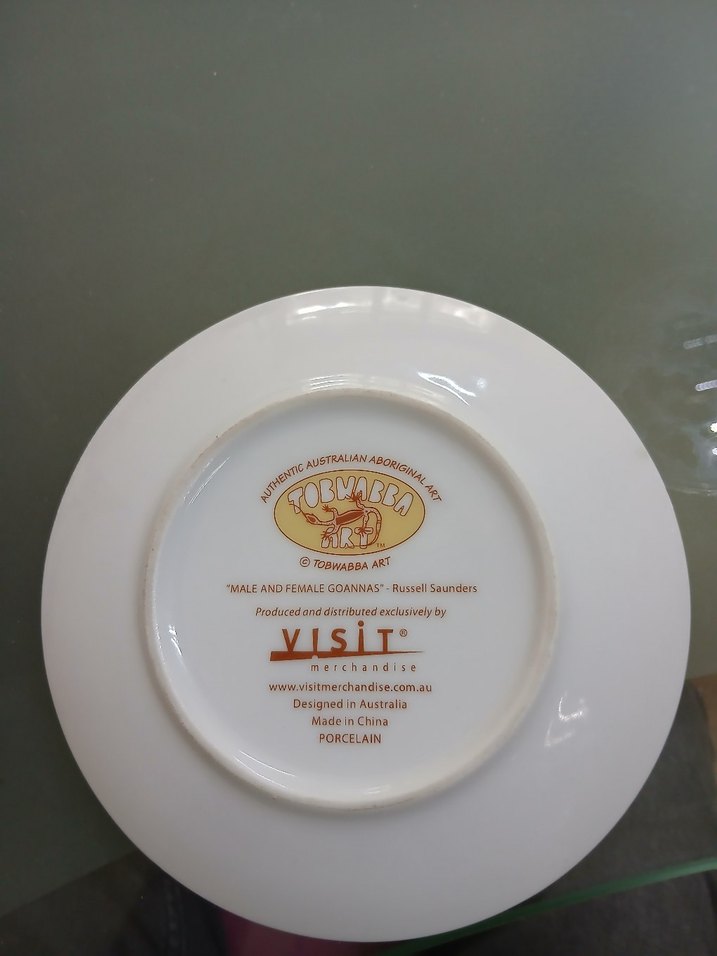 AUTHENTIC AUSTRALIAN ABORIGINAL ART
TOBWABBA
ART™
© TOBWABBA ART
"MALE AND FEMALE GOANNAS" - Russell Saunders
Produced and distributed exclusively by
VISIT®
merchandise
www.visitmerchandise.com.au
Designed in Australia
Made in China
PORCELAIN